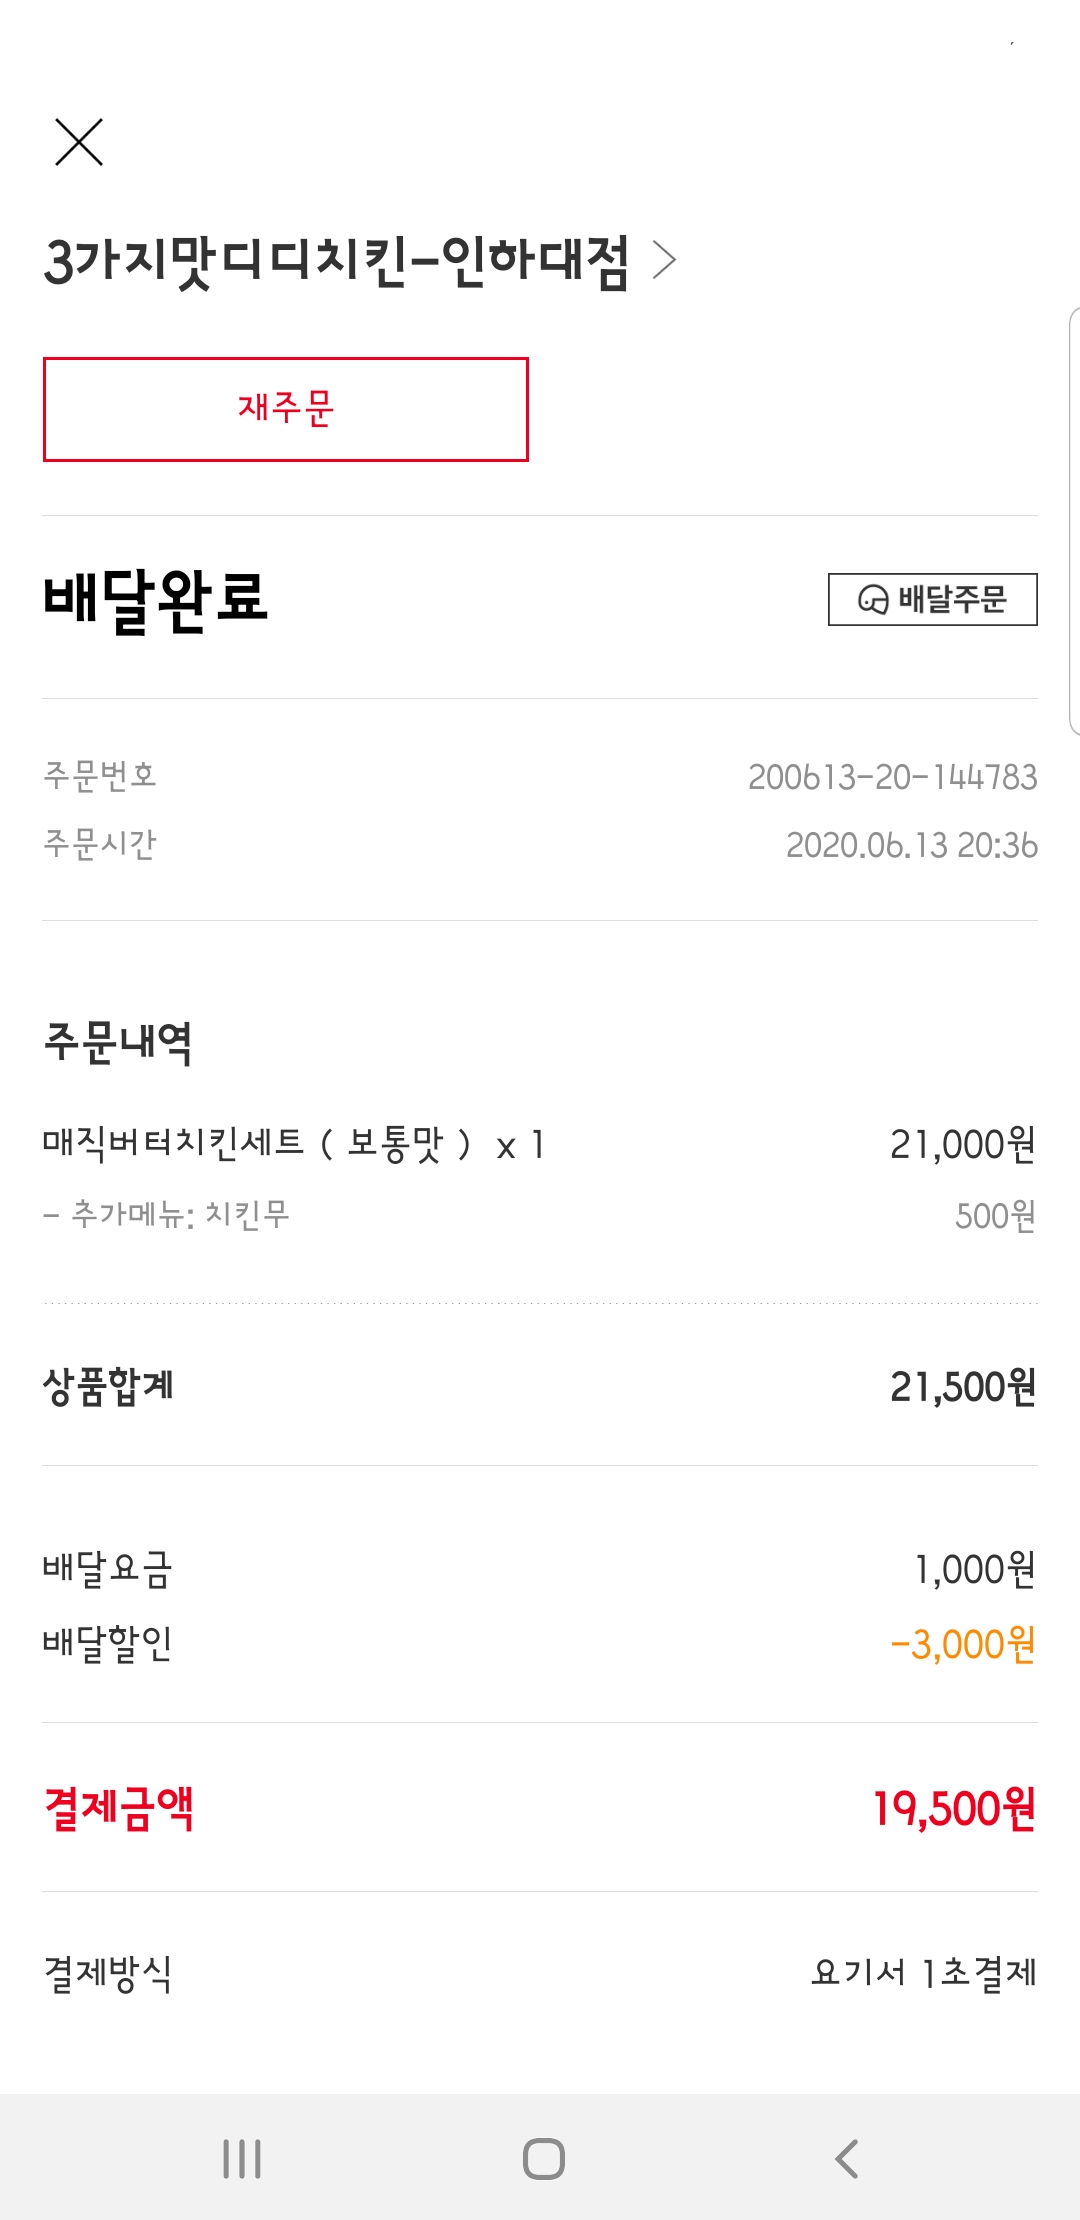 3가지맛디디치킨-인하대점
재주문
배달완료
배달주문
주문번호 200613-20-144783
주문시간 2020.06.13 20:36
주문내역
매직버터치킨세트 ( 보통맛 ) x 1 21,000원
- 추가메뉴: 치킨무 500원
상품합계 21,500원
배달요금 1,000원
배달할인 -3,000원
결제금액 19,500원
결제방식 요기서 1초결제